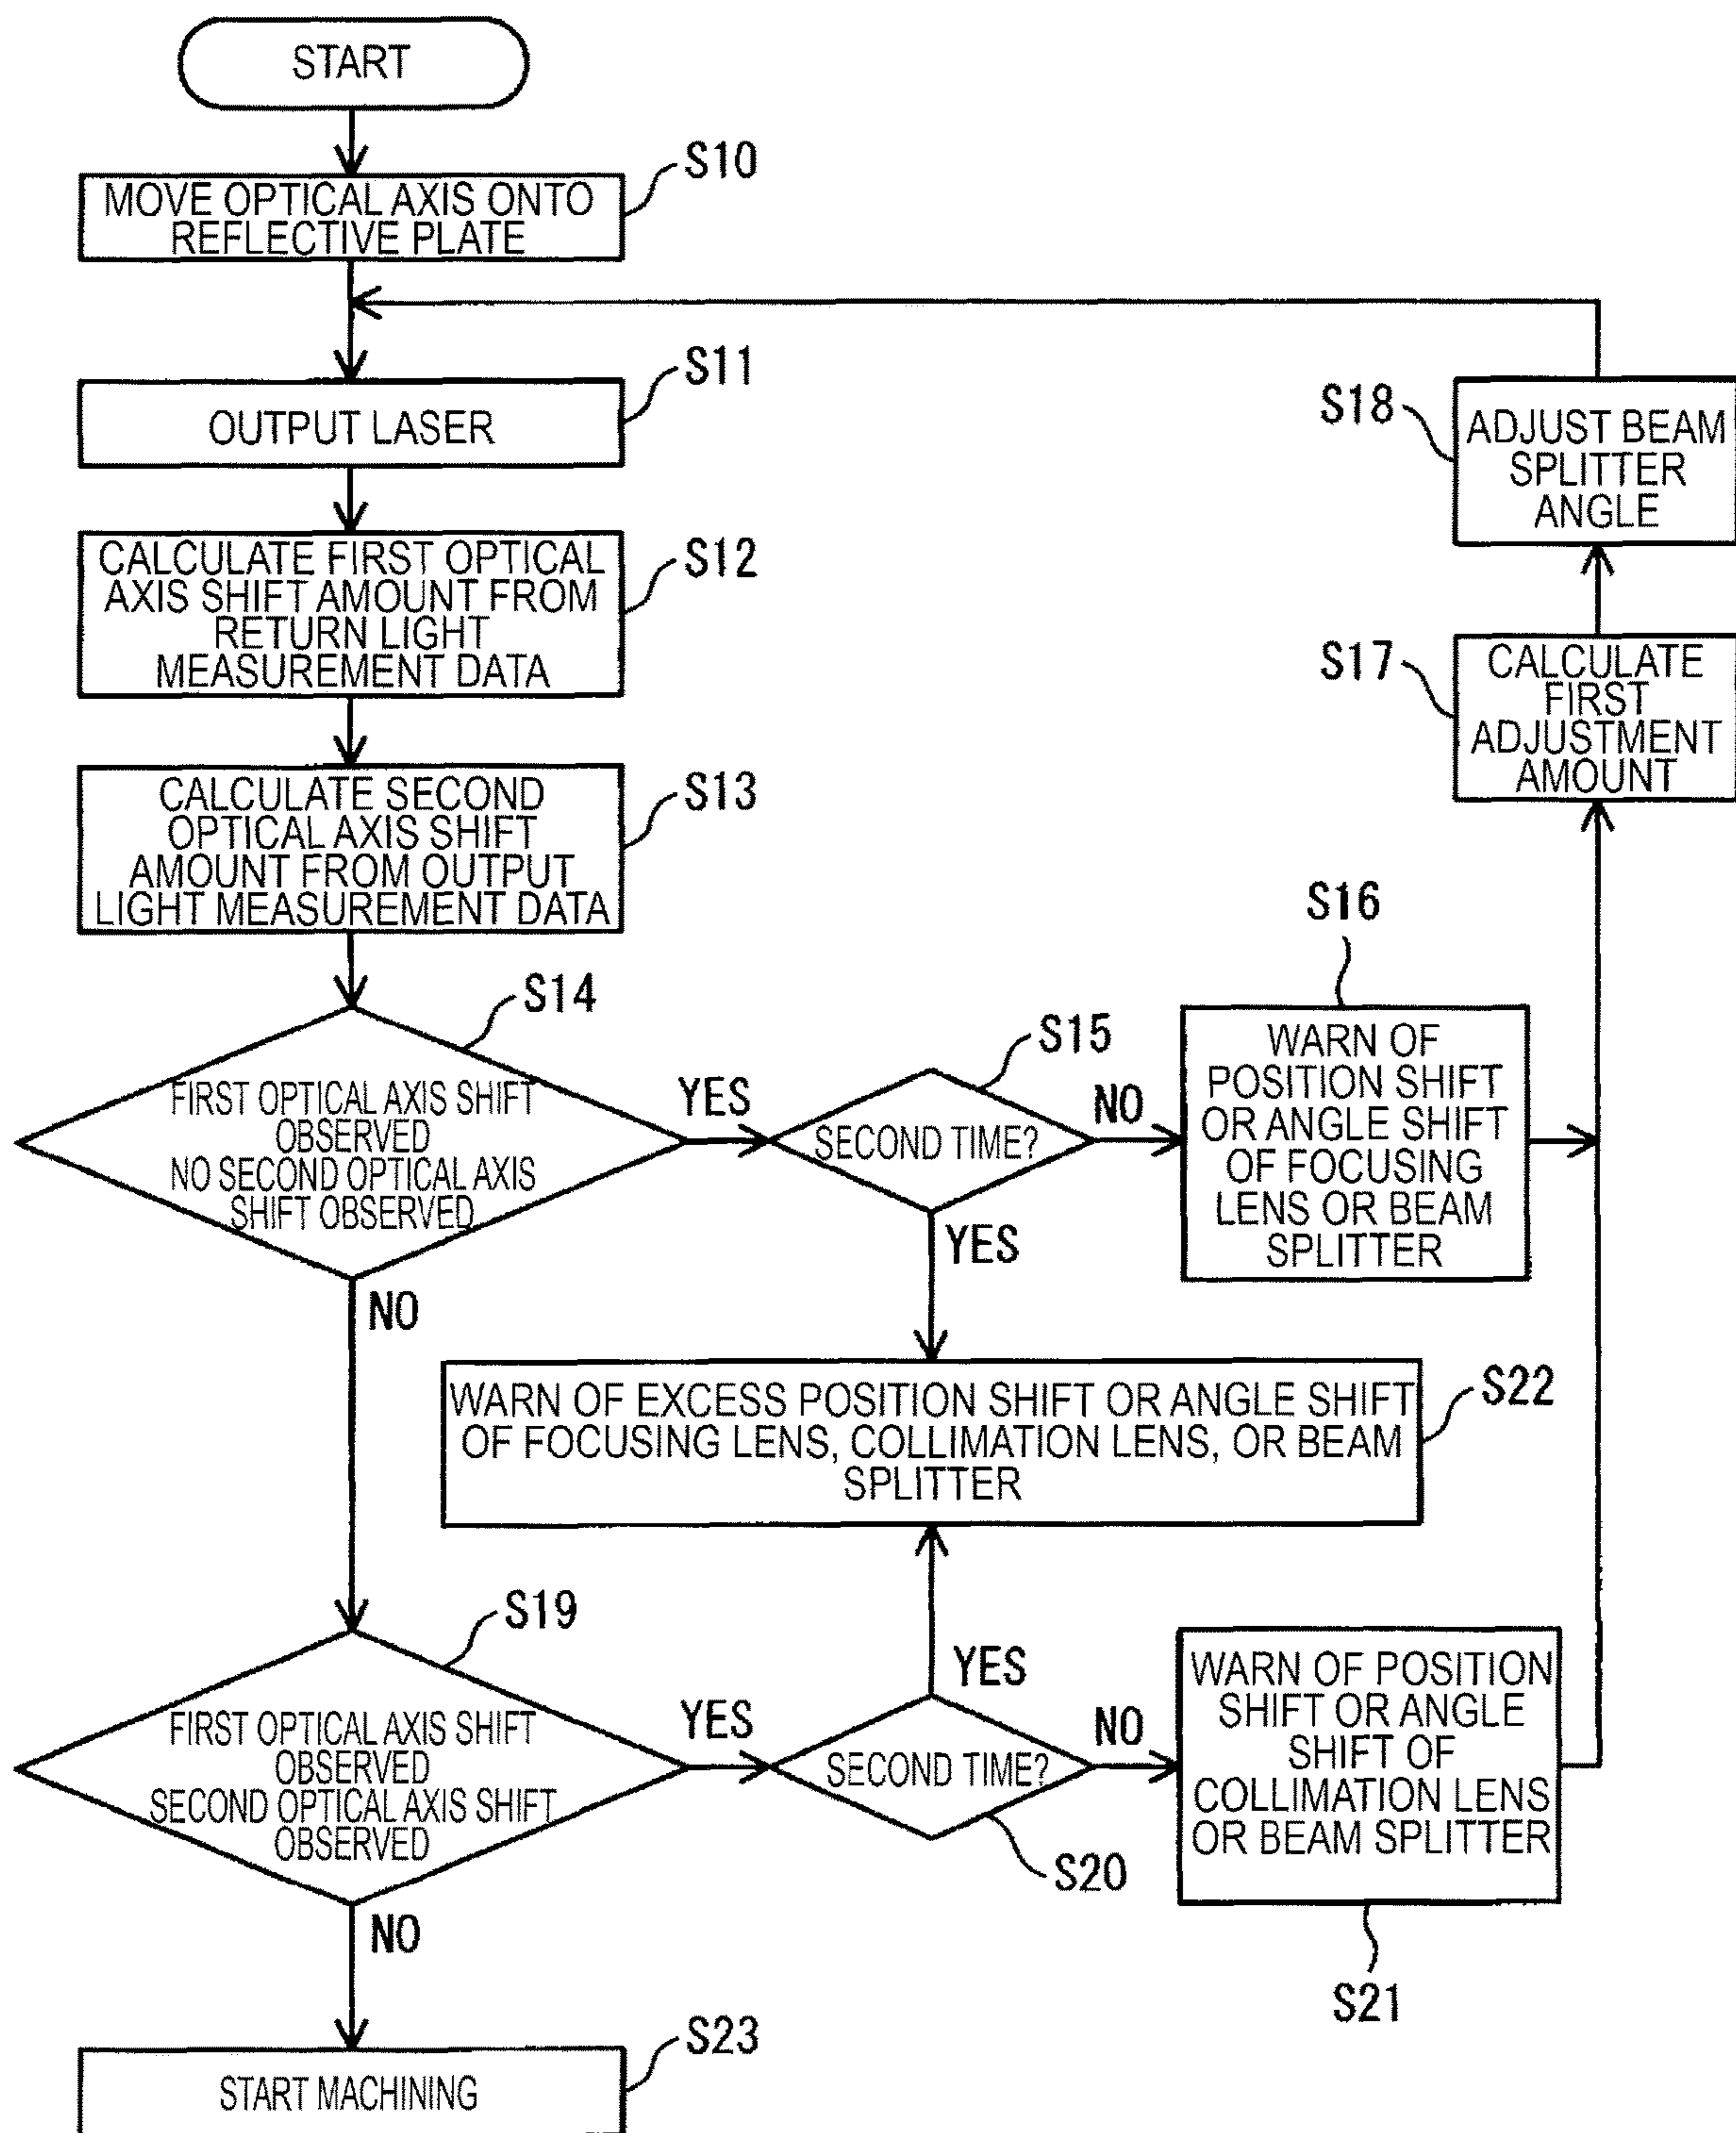 START
S10
MOVE OPTICAL AXIS ONTO
REFLECTIVE PLATE
S11
OUTPUT LASER
S12
CALCULATE FIRST OPTICAL
AXIS SHIFT AMOUNT FROM
RETURN LIGHT
MEASUREMENT DATA
S13
CALCULATE SECOND
OPTICAL AXIS SHIFT
AMOUNT FROM OUTPUT
LIGHT MEASUREMENT DATA
S14
FIRST OPTICAL AXIS SHIFT
OBSERVED
NO SECOND OPTICAL AXIS
SHIFT OBSERVED
YES
NO
S15
SECOND TIME?
NO
YES
S16
WARN OF
POSITION SHIFT
OR ANGLE SHIFT
OF FOCUSING
LENS OR BEAM
SPLITTER
S17
CALCULATE
FIRST
ADJUSTMENT
AMOUNT
S18
ADJUST BEAM
SPLITTER
ANGLE
S22
WARN OF EXCESS POSITION SHIFT OR ANGLE SHIFT
OF FOCUSING LENS, COLLIMATION LENS, OR BEAM
SPLITTER
S19
FIRST OPTICAL AXIS SHIFT
OBSERVED
SECOND OPTICAL AXIS SHIFT
OBSERVED
YES
NO
YES
SECOND TIME?
NO
S20
WARN OF POSITION
SHIFT OR ANGLE
SHIFT OF
COLLIMATION LENS
OR BEAM SPLITTER
S21
S23
START MACHINING